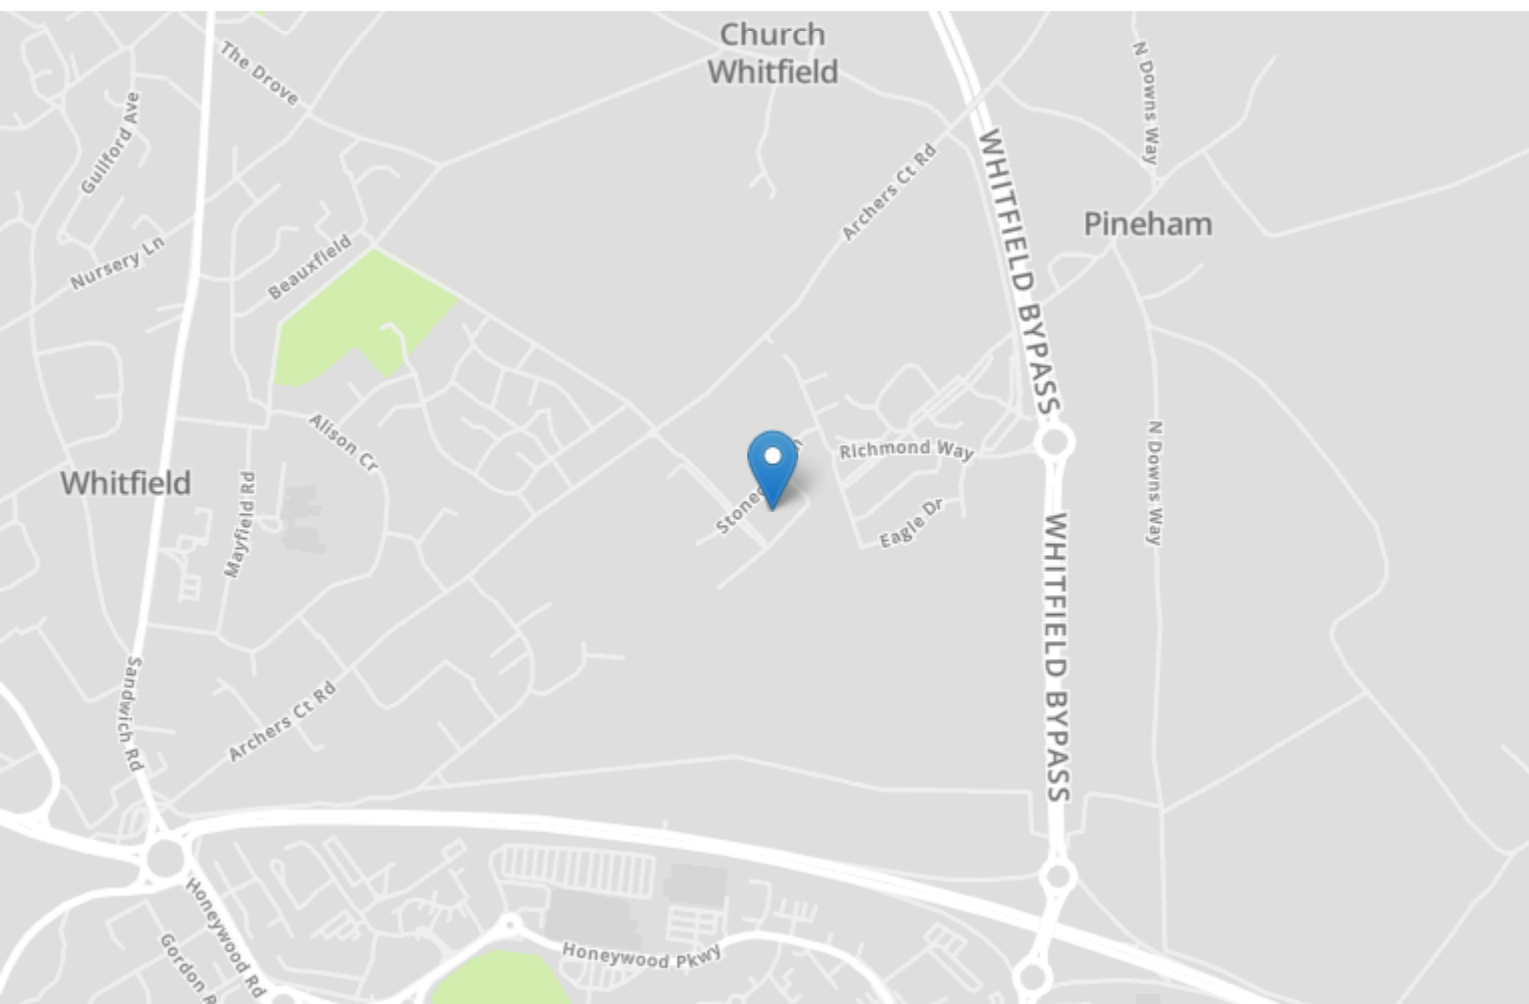 Church
Whitfield
The Drove
N Downs Way
Guilford Ave
WHITFIELD BYPASS
Archers Ct Rd
Pineham
Nursery Ln
Beauxfield
Alison Cr
Richmond Way
Whitfield
Mayfield Rd
Eagle Dr
N Downs Way
WHITFIELD BYPASS
Sandwich Rd
Archers Ct Rd
Honeywood Rd
Honeywood Pkwy
Gordon